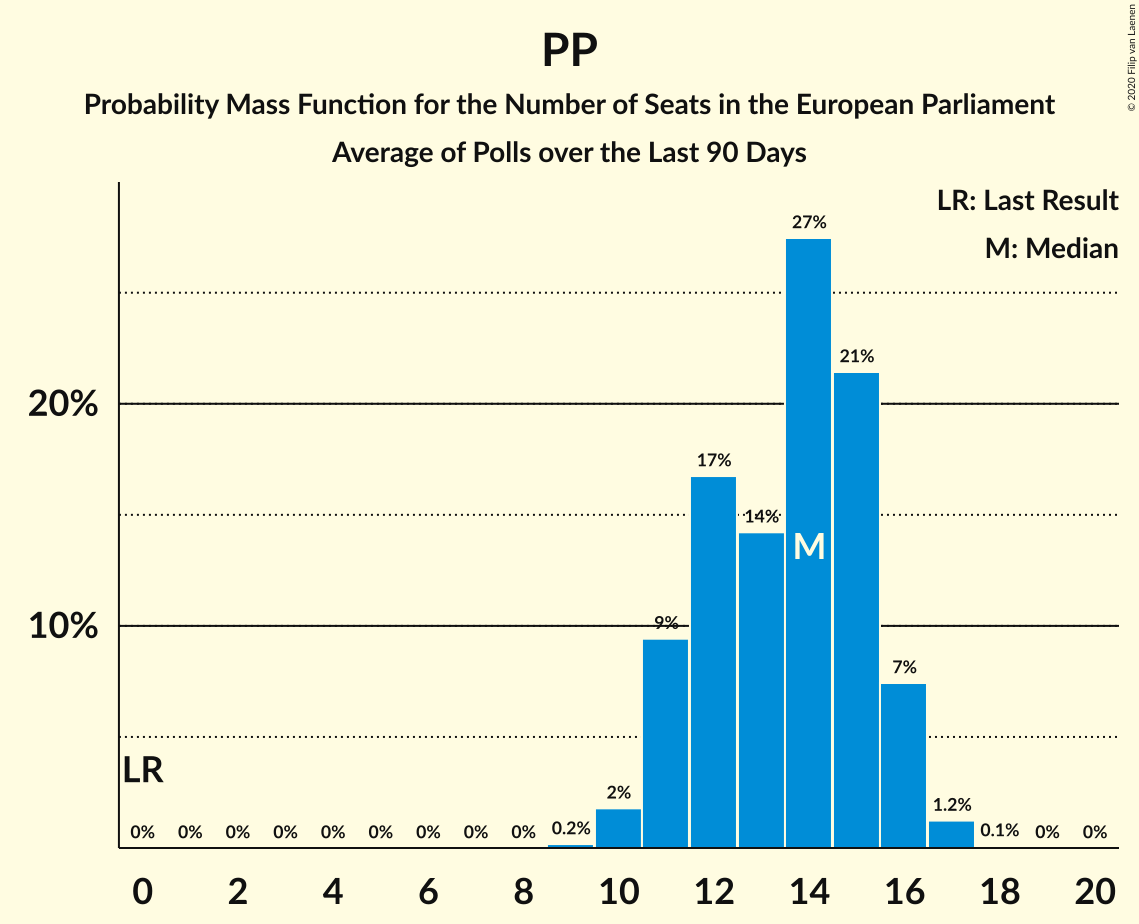 PP
Probability Mass Function for the Number of Seats in the European Parliament
Average of Polls over the Last 90 Days
© 2020 Filip van Laenen
LR: Last Result
M: Median
27%
21%
20%
17%
14%
M
10%
9%
7%
LR
2%
1.2%
0% 0% 0% 0% 0% 0% 0% 0% 0% 0.2% 0.1% 0% 0%
0 2 4 6 8 10 12 14 16 18 20